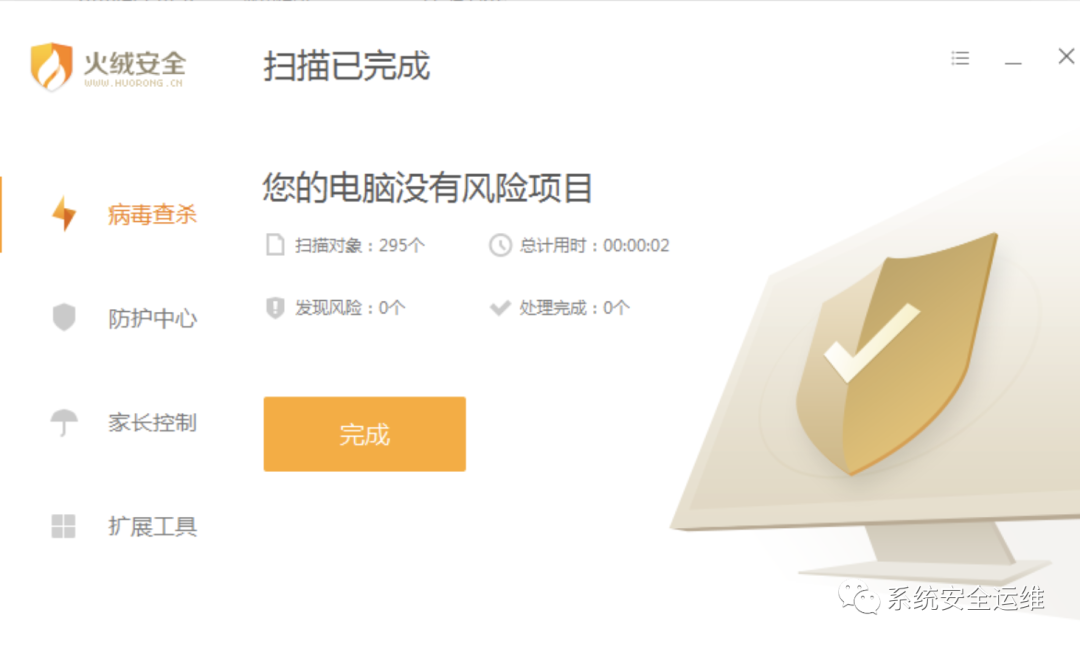 火绒安全
WWW.HUORONG.CN
扫描已完成
病毒查杀
防护中心
家长控制
扩展工具
您的电脑没有风险项目
扫描对象：295个
总计用时：00:00:02
发现风险：0个
处理完成：0个
完成
系统安全运维